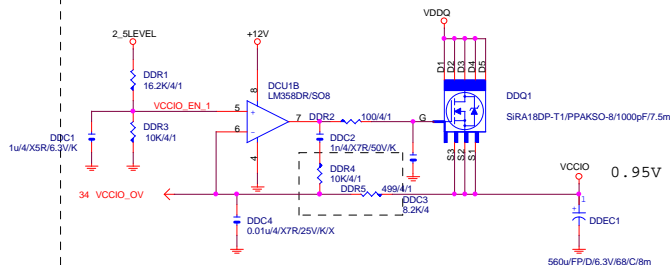 VDDQ
2_5LEVEL
+12V
D1
D2
D3
D4
D5
DDR1
16.2K/4/1
DCU1B
LM358DR/SO8
DDQ1
SiRA18DP-T1/PPAKSO-8/1000pF/7.5m
8
VCCIO_EN_1
5
+
7
DDR2
100/4/1
G
6
-
DDC1
1u/4/X5R/6.3V/K
DDR3
10K/4/1
4
DDC2
1n/4/X7R/50V/K
S3
S2
S1
DDR4
10K/4/1
VCCIO
0.95V
34 VCCIO_OV
DDR5
499/4/1
DDC3
8.2K/4
1
+
DDC4
0.01u/4/X7R/25V/K/X
DDEC1
560u/FP/D/6.3V/68/C/8m